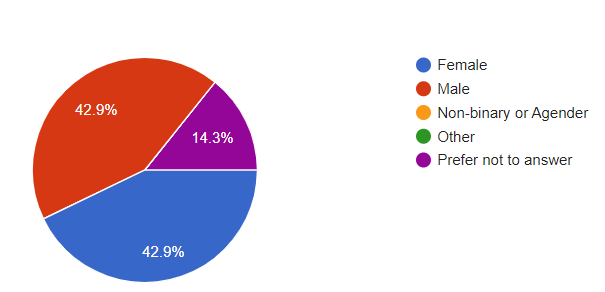 42.9%
14.3%
42.9%
Female
Male
Non-binary or Agender
Other
Prefer not to answer